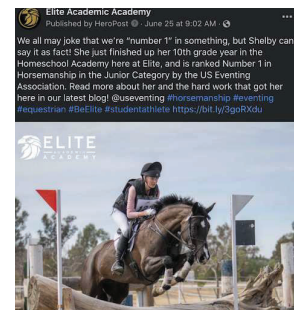 Elite Academic Academy
Published by HeroPost · June 25 at 9:02 AM ·
We all may joke that we're "number 1" in something, but Shelby can
say it as fact! She just finished up her 10th grade year in the
Homeschool Academy here at Elite, and is ranked Number 1 in
Horsemanship in the Junior Category by the US Eventing
Association. Read more about her and the hard work that got her
here in our latest blog! @useventing #horsemanship #eventing
#equestrian #BeElite #studentathlete https://bit.ly/3goRXdu
ELITE
ACADEMY